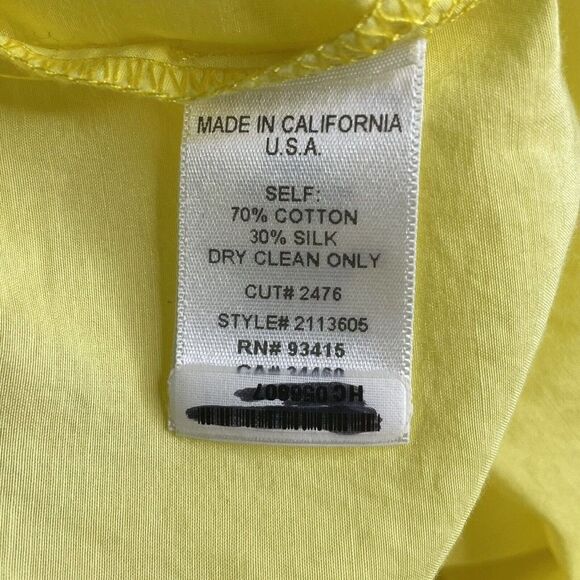 MADE IN CALIFORNIA
U.S.A.
SELF:
70% COTTON
30% SILK
DRY CLEAN ONLY
CUT# 2476
STYLE# 2113605
RN# 93415